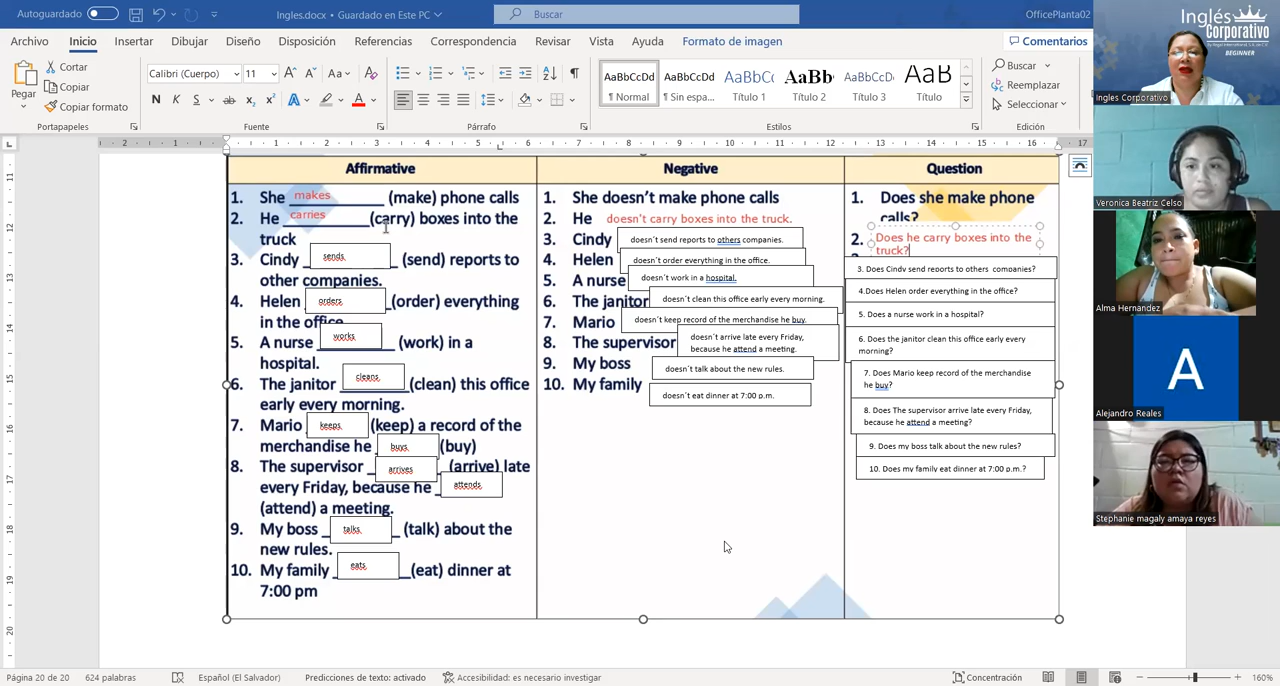 Autoguardado
Ingles.docx • Guardado en Este PC
Buscar
OfficePlanta02
Archivo Inicio Insertar Dibujar Diseño Disposición Referencias Correspondencia Revisar Vista Ayuda Formato de imagen Comentarios
Pegar
Cortar
Copiar
Copiar formato
Portapapeles
Calibri (Cuerpo) 11
Fuente
Párrafo
AaBbCcDd
¶ Normal
AaBbCcDd
¶ Sin espa...
AaBbCc
Título 1
AaBb
Título 2
AaBbCcD
Título 3
AaB
Título
Estilos
Buscar
Reemplazar
Seleccionar
Edición
Affirmative
1. She makes (make) phone calls
2. He carries (carry) boxes into the
truck
3. Cindy sends (send) reports to
other companies.
4. Helen orders (order) everything
in the office
5. A nurse works (work) in a
hospital.
6. The janitor cleans (clean) this office
early every morning.
7. Mario keeps (keep) a record of the
merchandise he buys (buy)
8. The supervisor arrives (arrive) late
every Friday, because he attends
(attend) a meeting.
9. My boss talks (talk) about the
new rules.
10. My family eats (eat) dinner at
7:00 pm
Negative
1. She doesn't make phone calls
2. He doesn't carry boxes into the truck.
3. Cindy doesn´t send reports to others companies.
4. Helen doesn´t order everything in the office.
5. A nurse doesn´t work in a hospital.
6. The janitor doesn´t clean this office early every morning.
7. Mario doesn´t keep record of the merchandise he buy.
8. The supervisor doesn´t arrive late every Friday,
because he attend a meeting.
9. My boss doesn´t talk about the new rules.
10. My family doesn´t eat dinner at 7:00 p.m.
Question
1. Does she make phone
calls?
2. Does he carry boxes into the
truck?
3. Does Cindy send reports to others companies?
4.Does Helen order everything in the office?
5. Does a nurse work in a hospital?
6. Does the janitor clean this office early every
morning?
7. Does Mario keep record of the merchandise
he buy?
8. Does The supervisor arrive late every Friday,
because he attend a meeting?
9. Does my boss talk about the new rules?
10. Does my family eat dinner at 7:00 p.m.?
Inglés
Corporativo
BEGINNER
Ingles Corporativo
Veronica Beatriz Celso
Alma Hernandez
A
Alejandro Reales
Stephanie magaly amaya reyes
Página 20 de 20 624 palabras Español (El Salvador) Predicciones de texto: activado Accesibilidad: es necesario investigar Concentración 160%